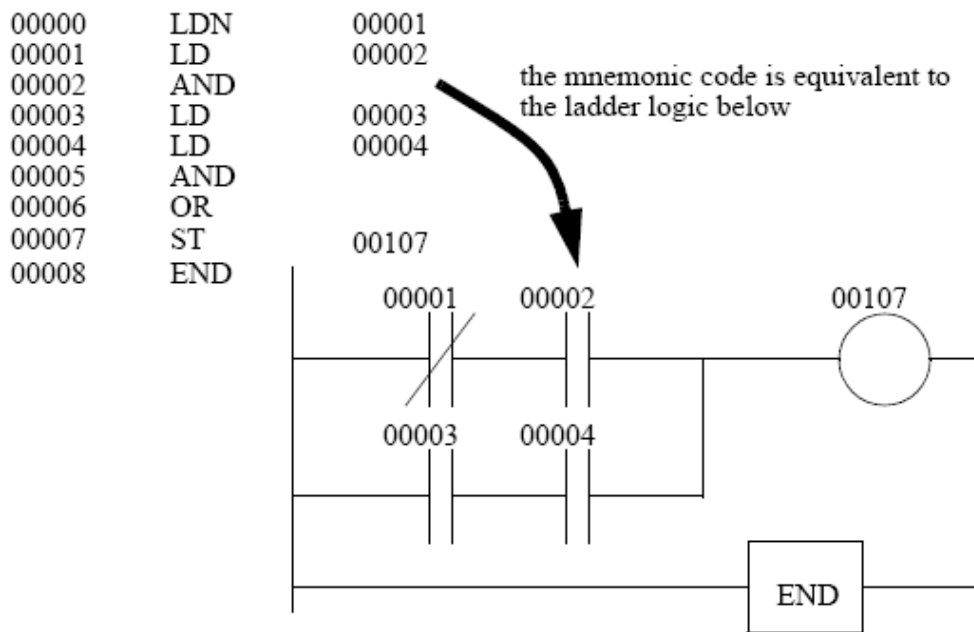 00000 LDN 00001
00001 LD 00002
00002 AND
00003 LD 00003
00004 LD 00004
00005 AND
00006 OR
00007 ST 00107
00008 END
the mnemonic code is equivalent to
the ladder logic below
00001 00002 00107
00003 00004
END